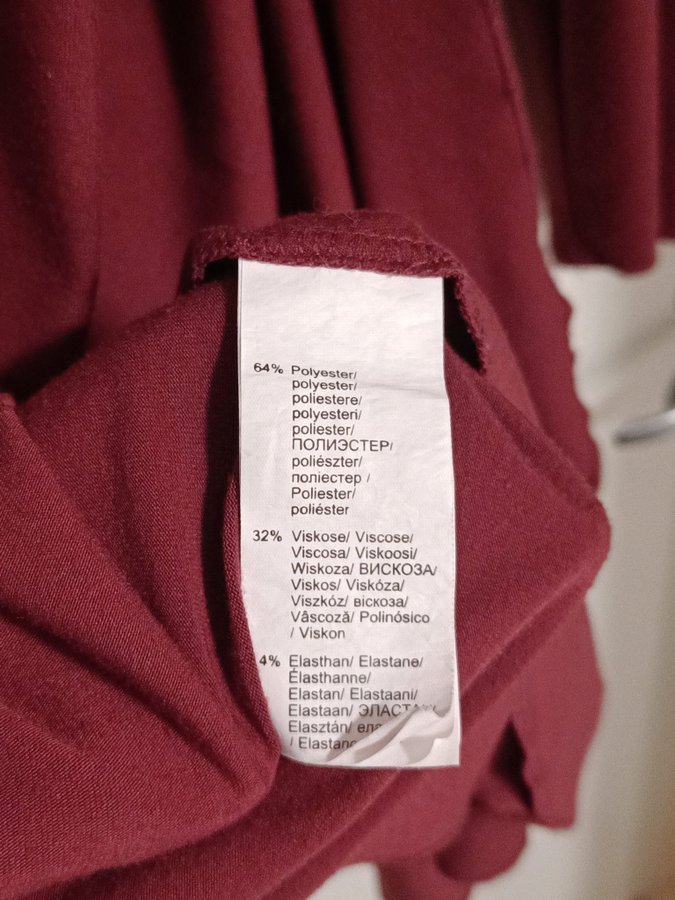 64% Polyester/
polyester/
poliestere/
polyesteri/
poliester/
ПОЛИЭСТЕР/
poliészter/
поліестер /
Poliester/
poliéster
32% Viskose/ Viscose/
Viscosa/ Viskoosi/
Wiskoza/ ВИСКОЗА/
Viskos/ Viskóza/
Viszkóz/ віскоза/
Vâscoză/ Polinósico
/ Viskon
4% Elasthan/ Elastane/
Élasthanne/
Elastan/ Elastaani/
Elastaan/
Elasztán/
/ Elastano